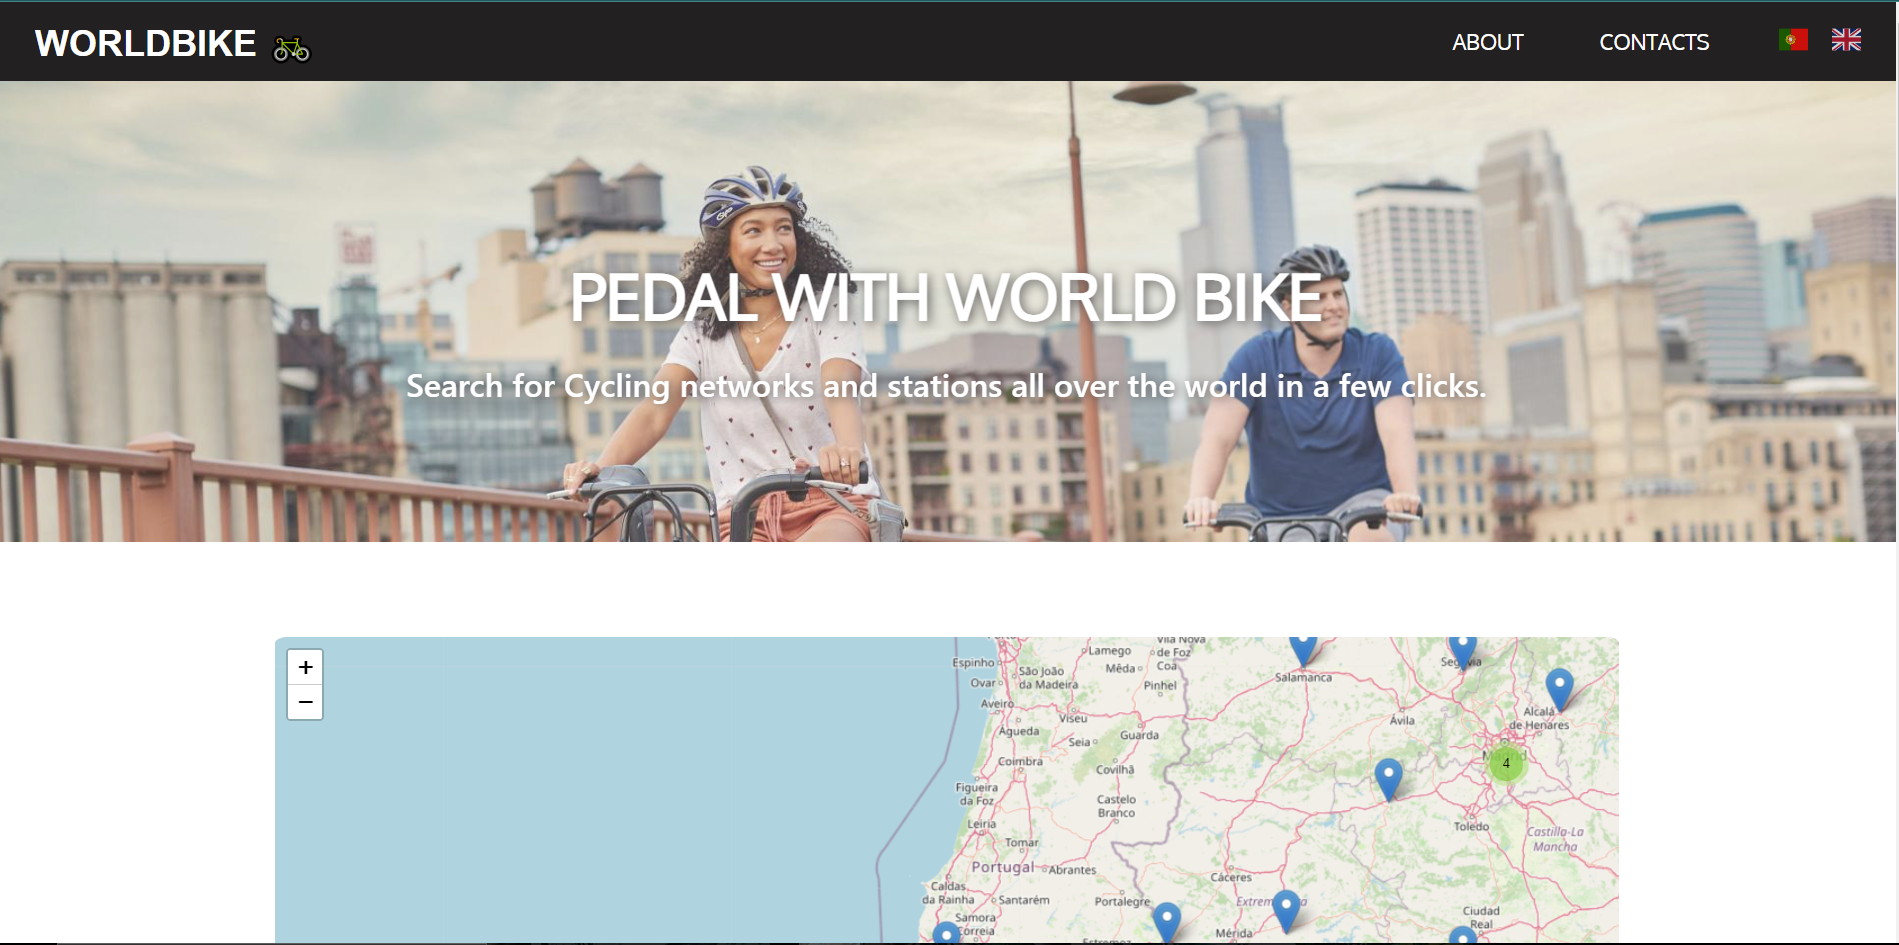 WORLDBIKE
ABOUT
CONTACTS
PEDAL WITH WORLD BIKE
Search for Cycling networks and stations all over the world in a few clicks.
+
−
Espinho
Ovar
São João
da Madeira
Aveiro
Águeda
Lamego
Mêda
Vila Nova
de Foz
Coa
Pinhel
Viseu
Seia
Guarda
Coimbra
Covilhã
Figueira
da Foz
Castelo
Branco
Leiria
Tomar
Portugal
Abrantes
Caldas
da Rainha
Santarém
Portalegre
Samora
Correia
Estremoz
Salamanca
Ávila
Alcalá
de Henares
4
Toledo
Castilla-La
Mancha
Cáceres
Mérida
Ciudad
Real